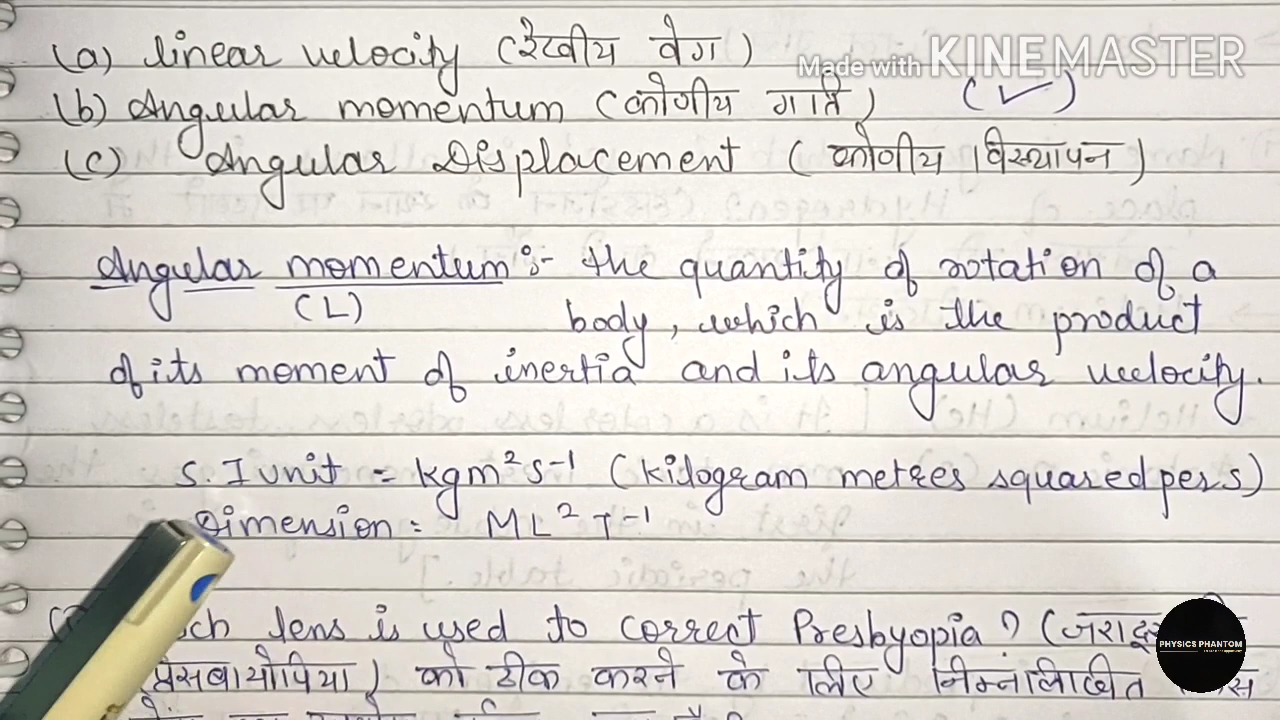 (a) linear velocity (रेखीय वेग)
Made with KINEMASTER
(b) Angular momentum (कोणीय गति) (✓)
(c) Angular Displacement (कोणीय विस्थापन)
Angular momentum :- the quantity of rotation of a
(L) body, which is the product
of its moment of inertia and its angular velocity.
S.I unit = kgm²s⁻¹ (kilogram metres squared per s)
Dimension = ML²T⁻¹
lens is used to correct Presbyopia? (
प्रेसबायोपिया) को ठीक करने के लिए निम्नलिखित
PHYSICS PHANTOM